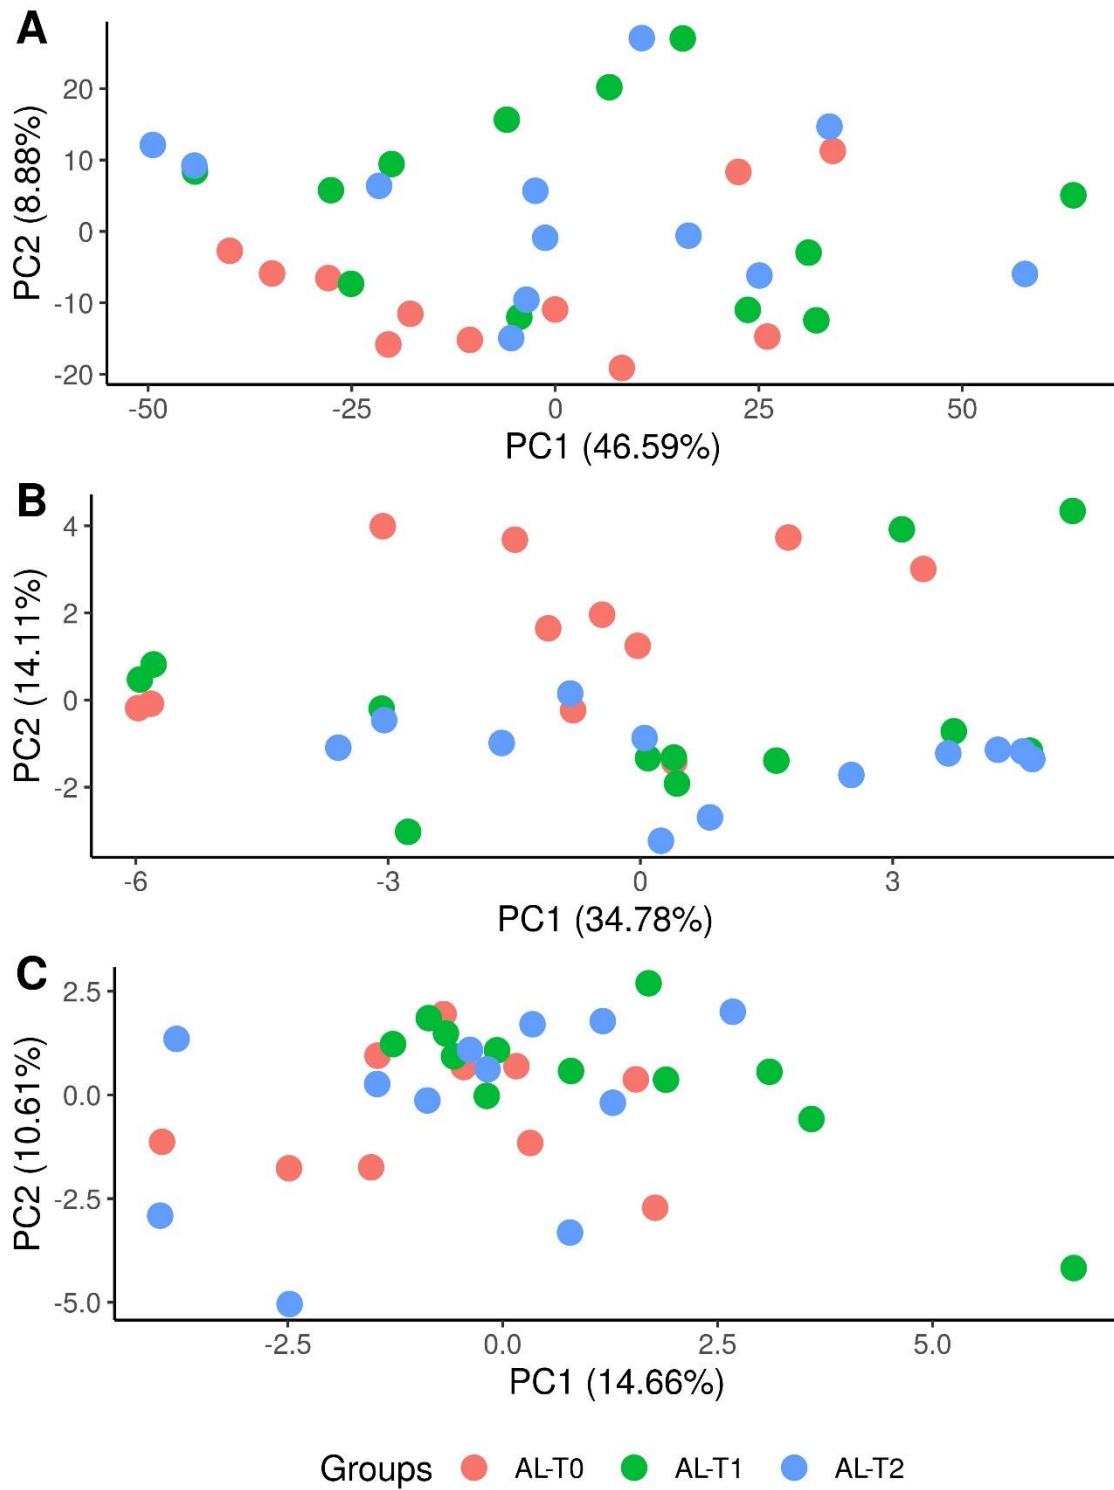 A
PC2 (8.88%)
20
10
0
-10
-20
-50 -25 0 25 50
PC1 (46.59%)
B
PC2 (14.11%)
4
2
0
-2
-6 -3 0 3
PC1 (34.78%)
C
PC2 (10.61%)
2.5
0.0
-2.5
-5.0
-2.5 0.0 2.5 5.0
PC1 (14.66%)
Groups AL-T0 AL-T1 AL-T2